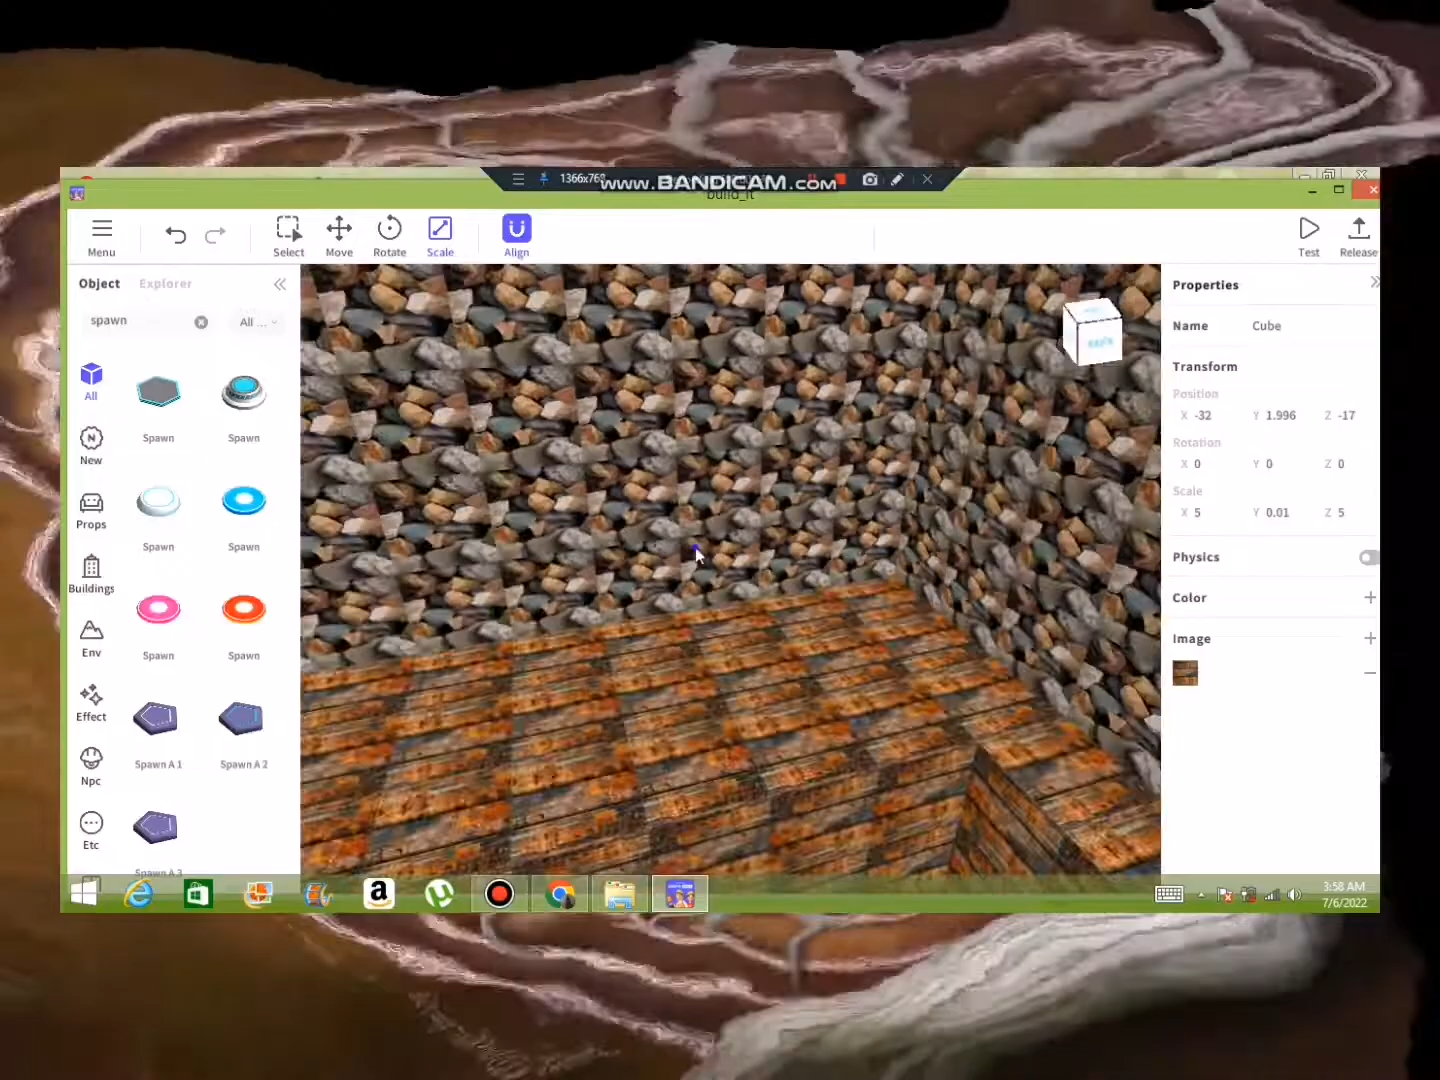 1366x768
www.BANDICAM.com
build_it
Menu
Select
Move
Rotate
Scale
Align
Test
Release
Object
Explorer
spawn
All ...
All
New
Props
Buildings
Env
Effect
Npc
Etc
Spawn
Spawn
Spawn
Spawn
Spawn
Spawn
Spawn A 1
Spawn A 2
Spawn A 3
Properties
Name Cube
Transform
Position
X -32 Y 1.996 Z -17
Rotation
X 0 Y 0 Z 0
Scale
X 5 Y 0.01 Z 5
Physics
Color
Image
a
3:58 AM
7/6/2022